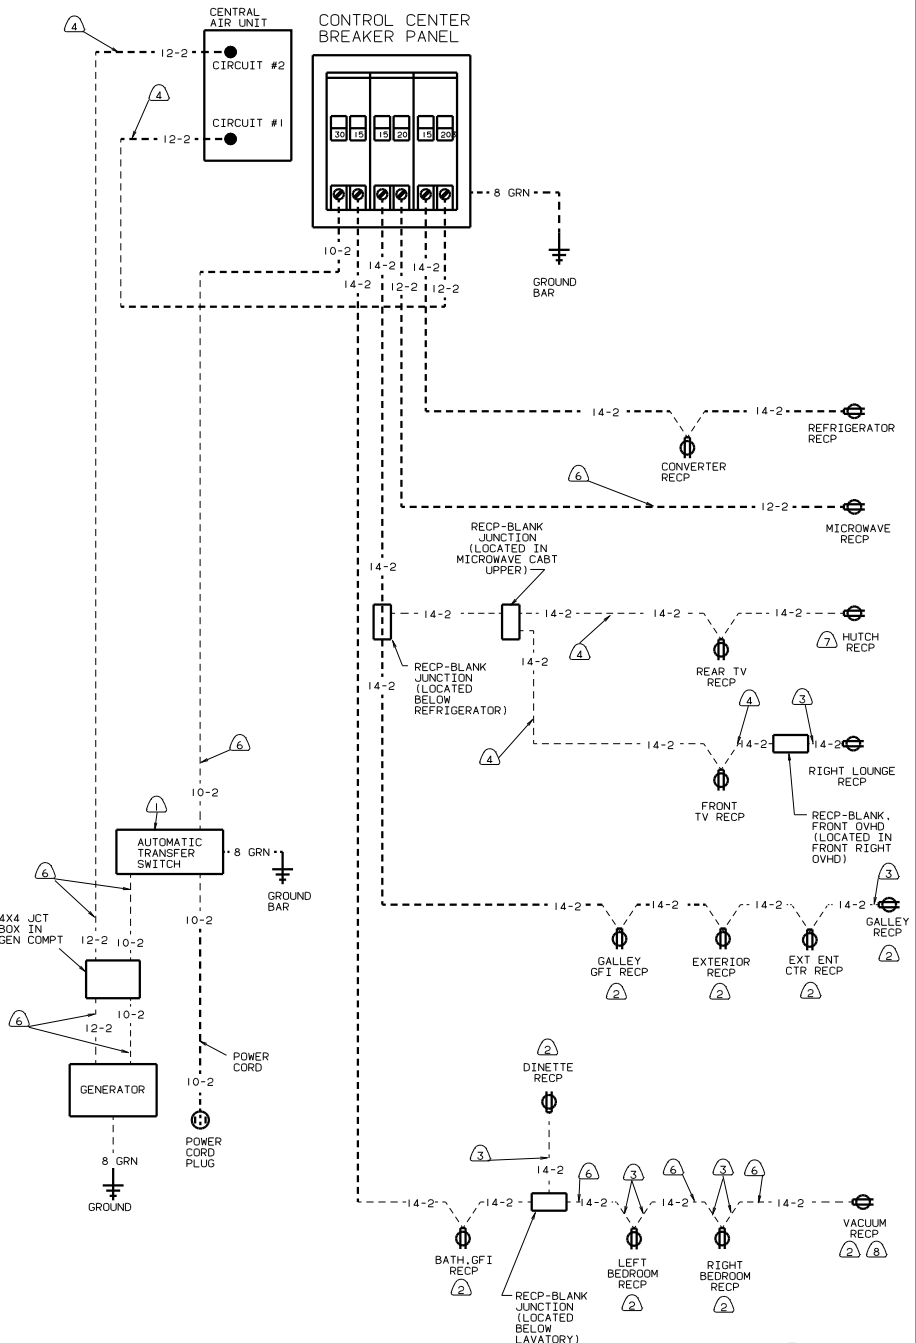 CENTRAL
AIR UNIT
CONTROL CENTER
BREAKER PANEL
4
12-2
CIRCUIT #2
4
CIRCUIT #1
12-2
30 15 15 20 15 20
8 GRN
10-2
14-2
14-2
12-2
14-2
12-2
GROUND
BAR
14-2
14-2
REFRIGERATOR
RECP
CONVERTER
RECP
6
12-2
MICROWAVE
RECP
RECP-BLANK
JUNCTION
(LOCATED IN
MICROWAVE CABT
UPPER)
14-2
14-2
14-2
14-2
14-2
4
7
HUTCH
RECP
REAR TV
RECP
14-2
RECP-BLANK
JUNCTION
(LOCATED
BELOW
REFRIGERATOR)
14-2
4
4
3
14-2
14-2
14-2
RIGHT LOUNGE
RECP
FRONT
TV RECP
RECP-BLANK,
FRONT OVHD
(LOCATED IN
FRONT RIGHT
OVHD)
6
10-2
1
AUTOMATIC
TRANSFER
SWITCH
8 GRN
GROUND
BAR
6
3
14-2
14-2
14-2
14-2
GALLEY
RECP
2
GALLEY
GFI RECP
2
EXTERIOR
RECP
2
EXT ENT
CTR RECP
2
10-2
4X4 JCT
BOX IN
GEN COMPT
12-2
10-2
6
10-2
12-2
POWER
CORD
GENERATOR
10-2
POWER
CORD
PLUG
8 GRN
GROUND
2
DINETTE
RECP
3
14-2
14-2
14-2
6
14-2
3
6
14-2
3
6
14-2
VACUUM
RECP
2
8
BATH,GFI
RECP
2
LEFT
BEDROOM
RECP
2
RIGHT
BEDROOM
RECP
2
RECP-BLANK
JUNCTION
(LOCATED
BELOW
LAVATORY)